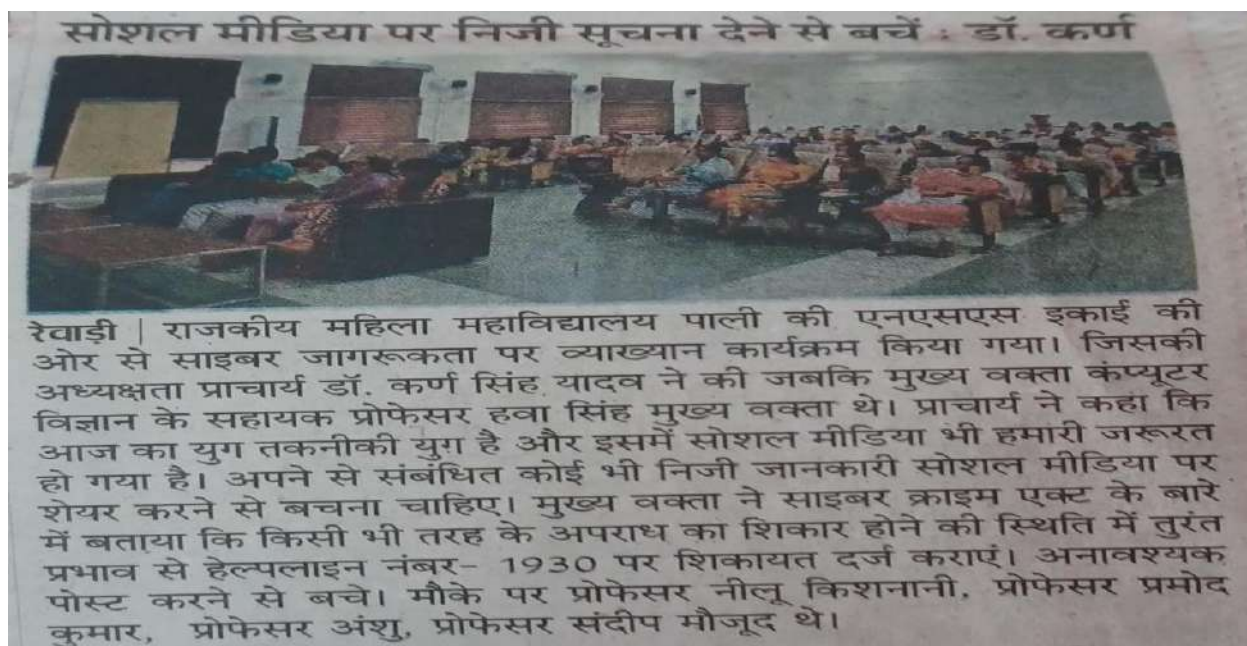 सोशल मीडिया पर निजी सूचना देने से बचें : डॉ. कर्ण
रेवाड़ी | राजकीय महिला महाविद्यालय पाली की एनएसएस इकाई की
ओर से साइबर जागरूकता पर व्याख्यान कार्यक्रम किया गया। जिसकी
अध्यक्षता प्राचार्य डॉ. कर्ण सिंह यादव ने की जबकि मुख्य वक्ता कंप्यूटर
विज्ञान के सहायक प्रोफेसर हवा सिंह मुख्य वक्ता थे। प्राचार्य ने कहा कि
आज का युग तकनीकी युग है और इसमें सोशल मीडिया भी हमारी जरूरत
हो गया है। अपने से संबंधित कोई भी निजी जानकारी सोशल मीडिया पर
शेयर करने से बचना चाहिए। मुख्य वक्ता ने साइबर क्राइम एक्ट के बारे
में बताया कि किसी भी तरह के अपराध का शिकार होने की स्थिति में तुरंत
प्रभाव से हेल्पलाइन नंबर- 1930 पर शिकायत दर्ज कराएं। अनावश्यक
पोस्ट करने से बचे। मौके पर प्रोफेसर नीलू किशनानी, प्रोफेसर प्रमोद
कुमार, प्रोफेसर अंशु, प्रोफेसर संदीप मौजूद थे।